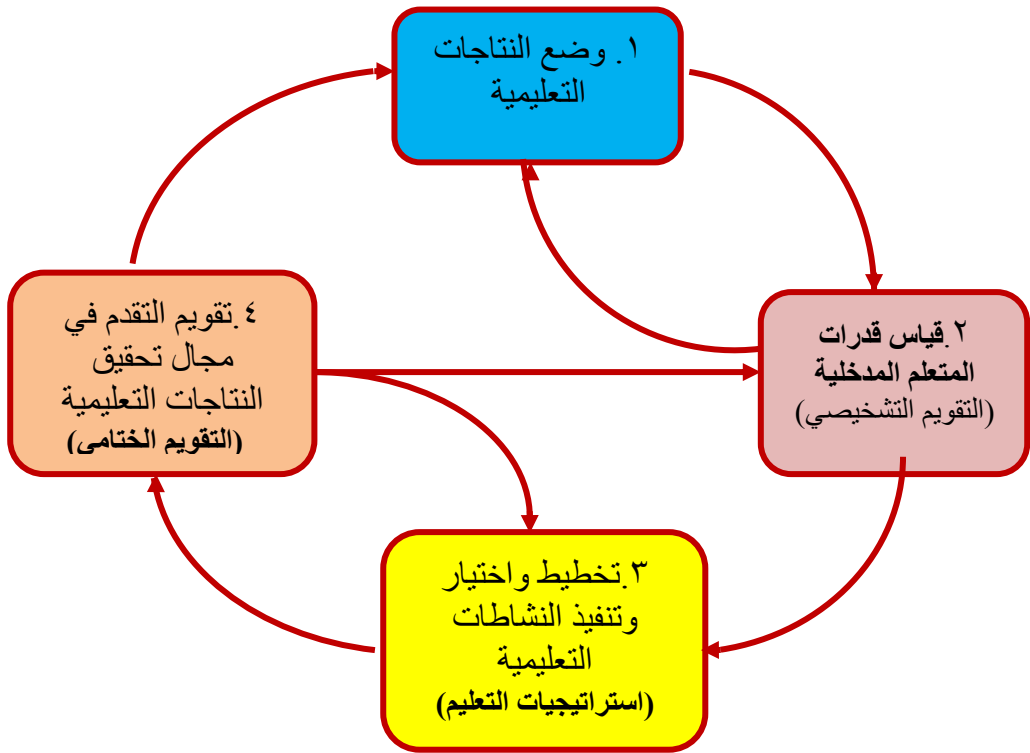 ١. وضع النتاجات
التعليمية
٢.قياس قدرات
المتعلم المدخلية
(التقويم التشخيصي)
٣.تخطيط واختيار
وتنفيذ النشاطات
التعليمية
(استراتيجيات التعليم)
٤.تقويم التقدم في
مجال تحقيق
النتاجات التعليمية
(التقويم الختامي)